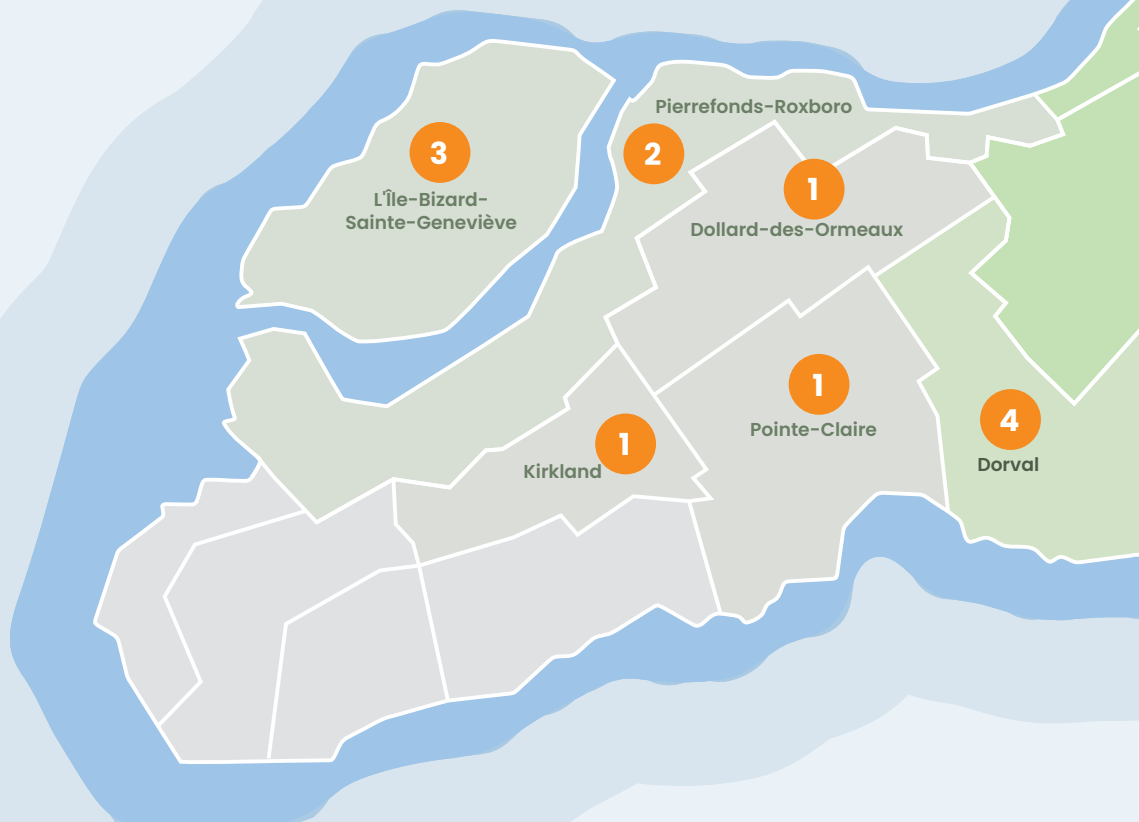 Pierrefonds-Roxboro
3
2
L'Île-Bizard-
Sainte-Geneviève
1
Dollard-des-Ormeaux
1
Pointe-Claire
4
Dorval
1
Kirkland